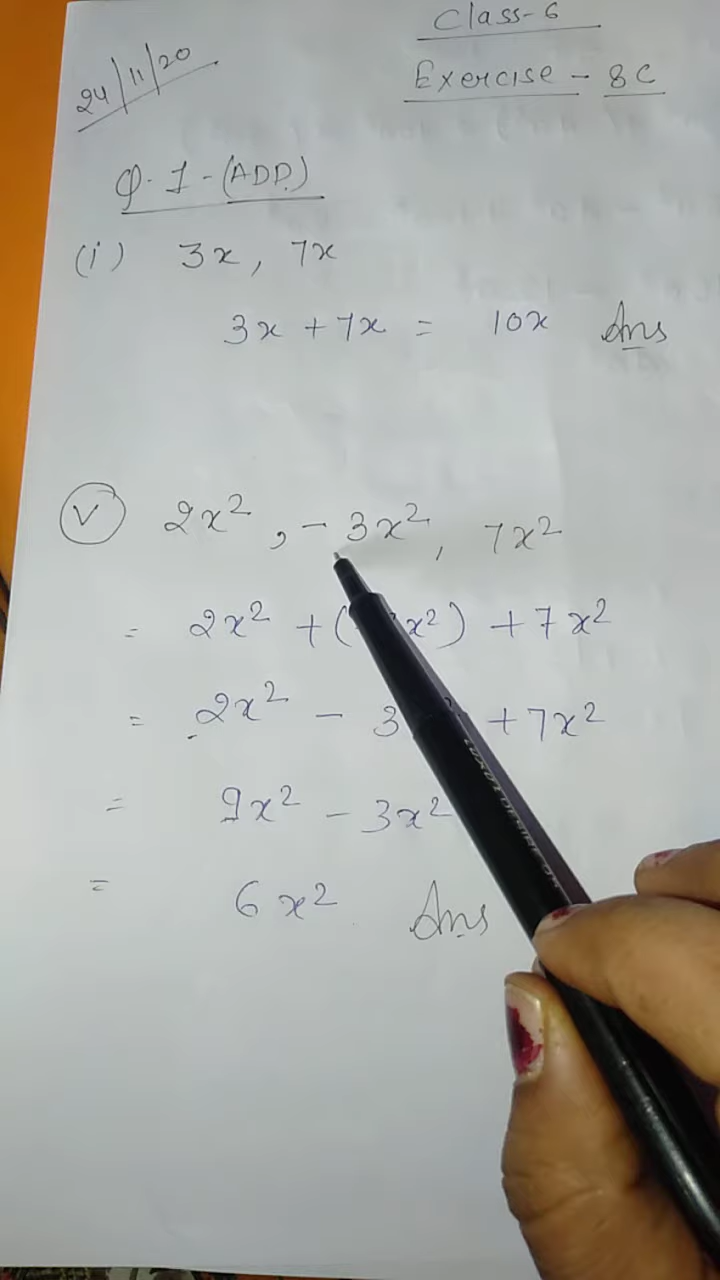 24/11/20
Class-6
Exercise - 8C
Q.1-(ADD.)
(i) 3x, 7x
3x + 7x = 10x Ans
(V) 2x², -3x², 7x²
= 2x² + ( x²) + 7x²
= 2x² - 3 + 7x²
= 9x² - 3x²
= 6x² Ans